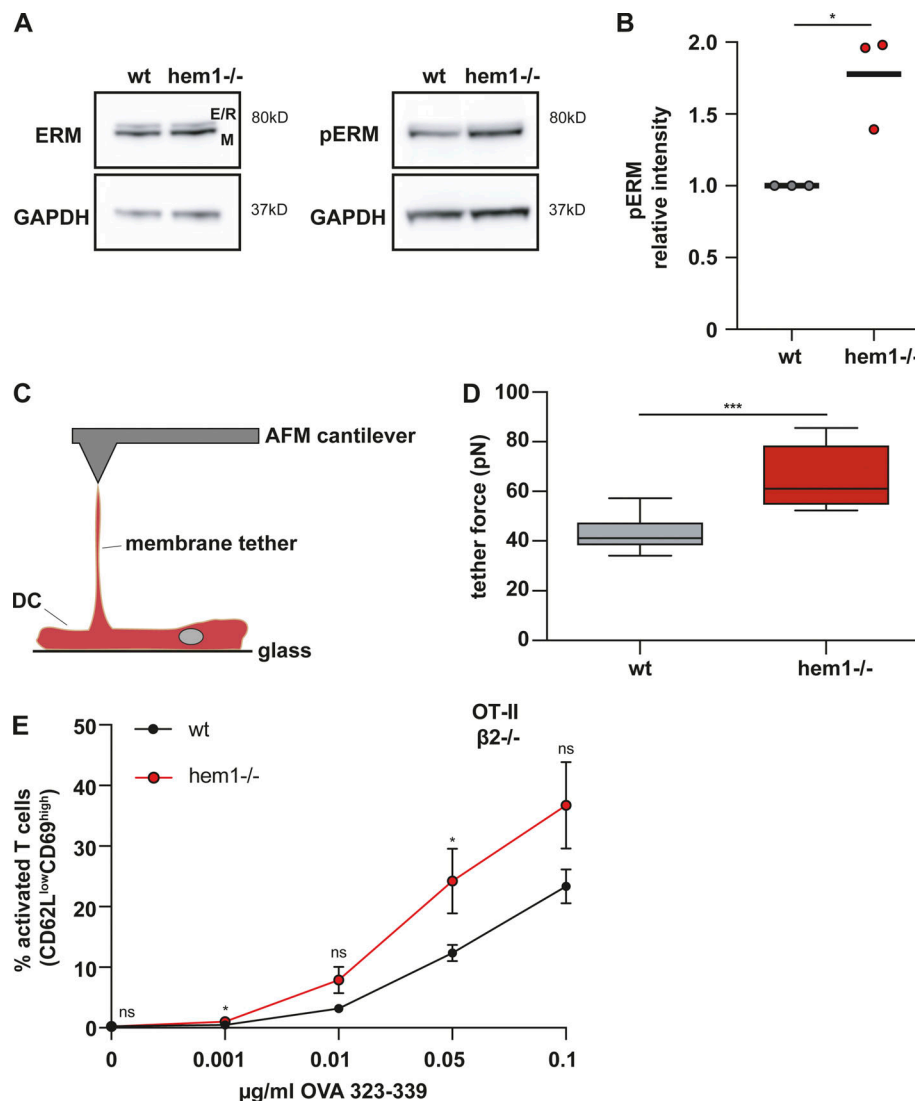 A
wt hem1-/-
ERM
E/R
M
80kD
GAPDH
37kD
wt hem1-/-
pERM
80kD
GAPDH
37kD
B
*
pERM
relative intensity
2.0
1.5
1.0
0.5
0
wt
hem1-/-
C
AFM cantilever
membrane tether
DC
glass
D
***
tether force (pN)
100
80
60
40
20
0
wt
hem1-/-
E
wt
hem1-/-
OT-II
β2-/-
% activated T cells
(CD62LlowCD69high)
50
40
30
20
10
0
ns
*
ns
*
ns
0 0.001 0.01 0.05 0.1
µg/ml OVA 323-339